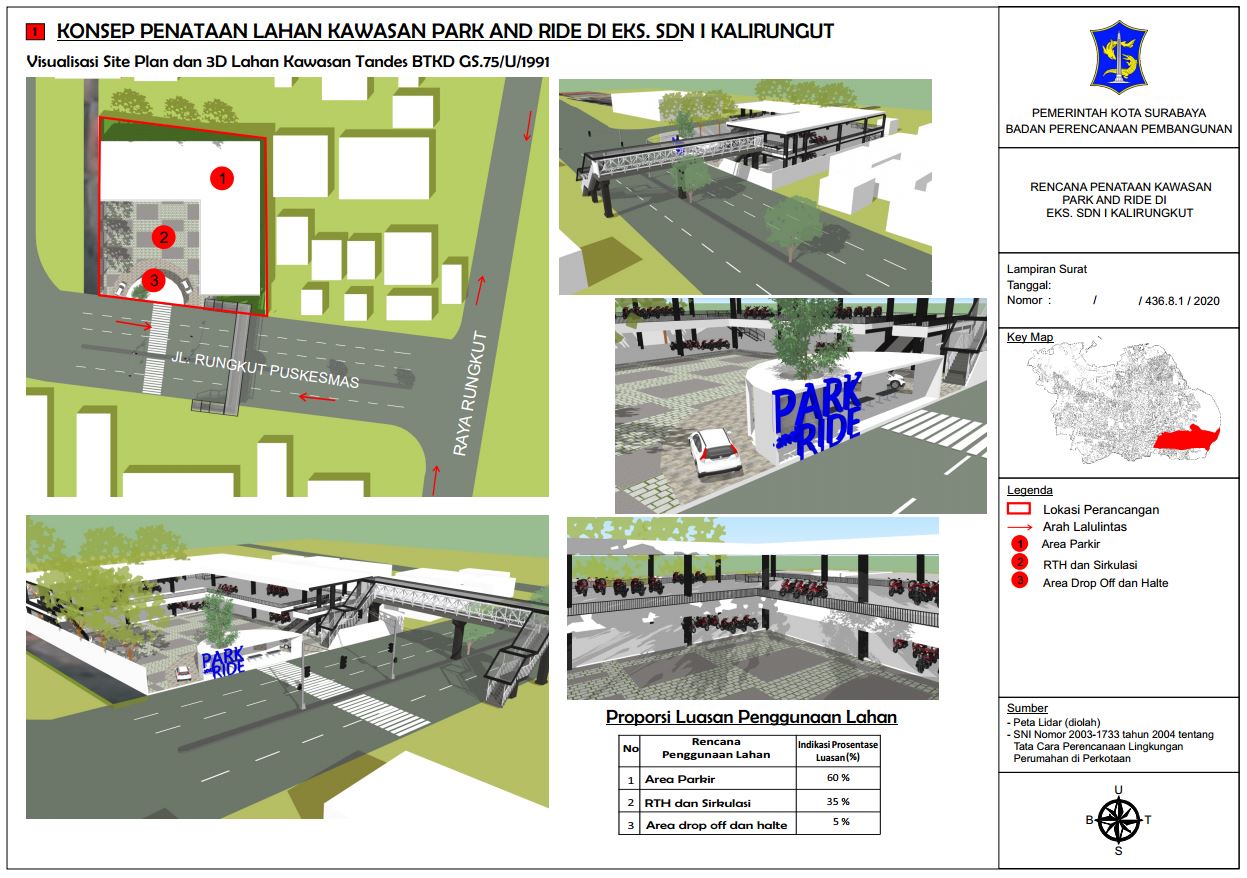 1 KONSEP PENATAAN LAHAN KAWASAN PARK AND RIDE DI EKS. SDN I KALIRUNGUT
Visualisasi Site Plan dan 3D Lahan Kawasan Tandes BTKD GS.75/U/1991
1
2
3
JL. RUNGKUT PUSKESMAS
RAYA RUNGKUT
PARK
RIDE
PARK
RIDE
Proporsi Luasan Penggunaan Lahan
No Rencana Penggunaan Lahan Indikasi Prosentase Luasan (%)
1 Area Parkir 60 %
2 RTH dan Sirkulasi 35 %
3 Area drop off dan halte 5 %
PEMERINTAH KOTA SURABAYA
BADAN PERENCANAAN PEMBANGUNAN
RENCANA PENATAAN KAWASAN
PARK AND RIDE DI
EKS. SDN I KALIRUNGKUT
Lampiran Surat
Tanggal:
Nomor : / / 436.8.1 / 2020
Key Map
Legenda
Lokasi Perancangan
Arah Lalulintas
1 Area Parkir
2 RTH dan Sirkulasi
3 Area Drop Off dan Halte
Sumber
- Peta Lidar (diolah)
- SNI Nomor 2003-1733 tahun 2004 tentang
Tata Cara Perencanaan Lingkungan
Perumahan di Perkotaan
U
B T
S